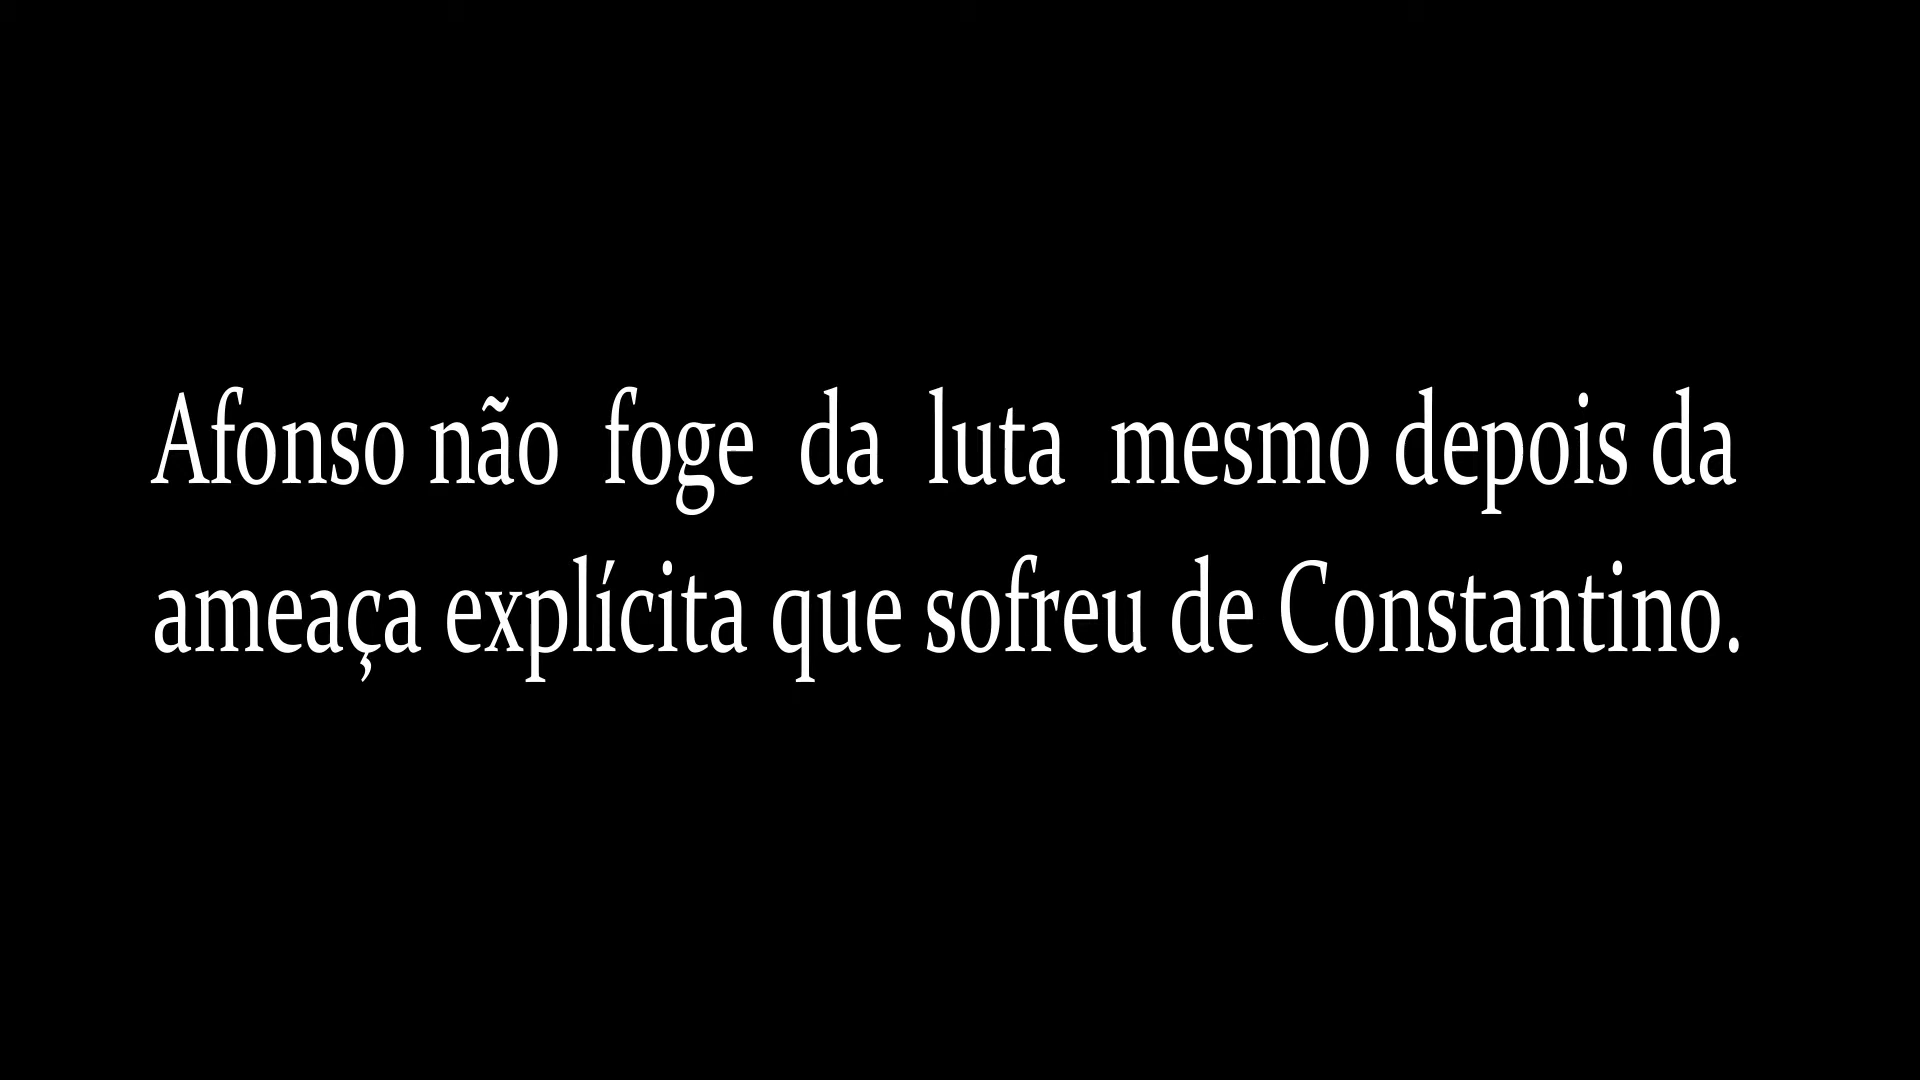 Afonso não  foge  da  luta  mesmo depois da
ameaça explícita que sofreu de Constantino.